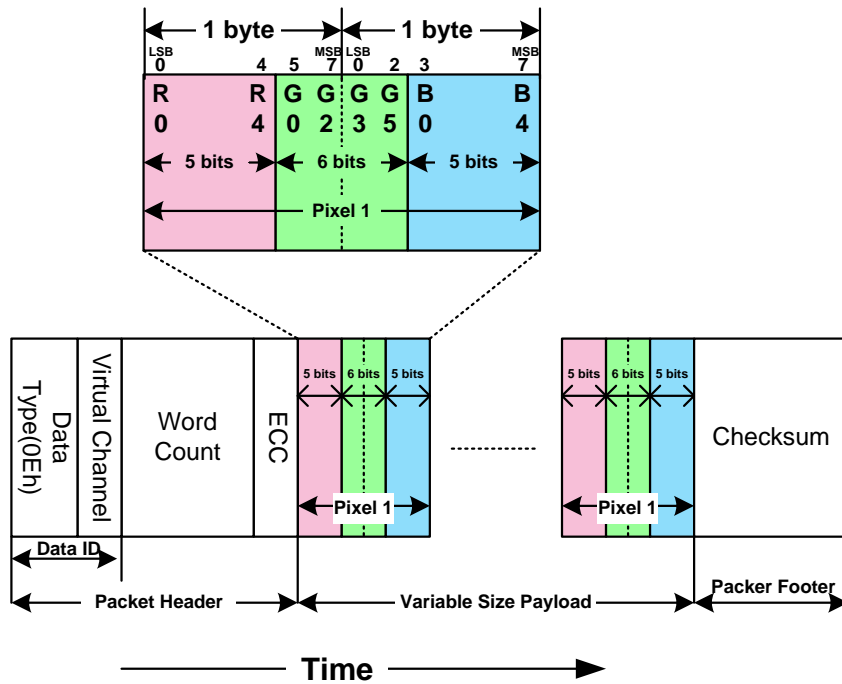 1 byte 1 byte
LSB MSB LSB MSB
0 4 5 7 0 2 3 7
R R G G G G B B
0 4 0 2 3 5 0 4
5 bits 6 bits 5 bits
Pixel 1
Data Type(0Eh)
Virtual Channel
Word Count
ECC
5 bits 6 bits 5 bits
Pixel 1
5 bits 6 bits 5 bits
Pixel 1
Checksum
Data ID
Packet Header
Variable Size Payload
Packer Footer
Time